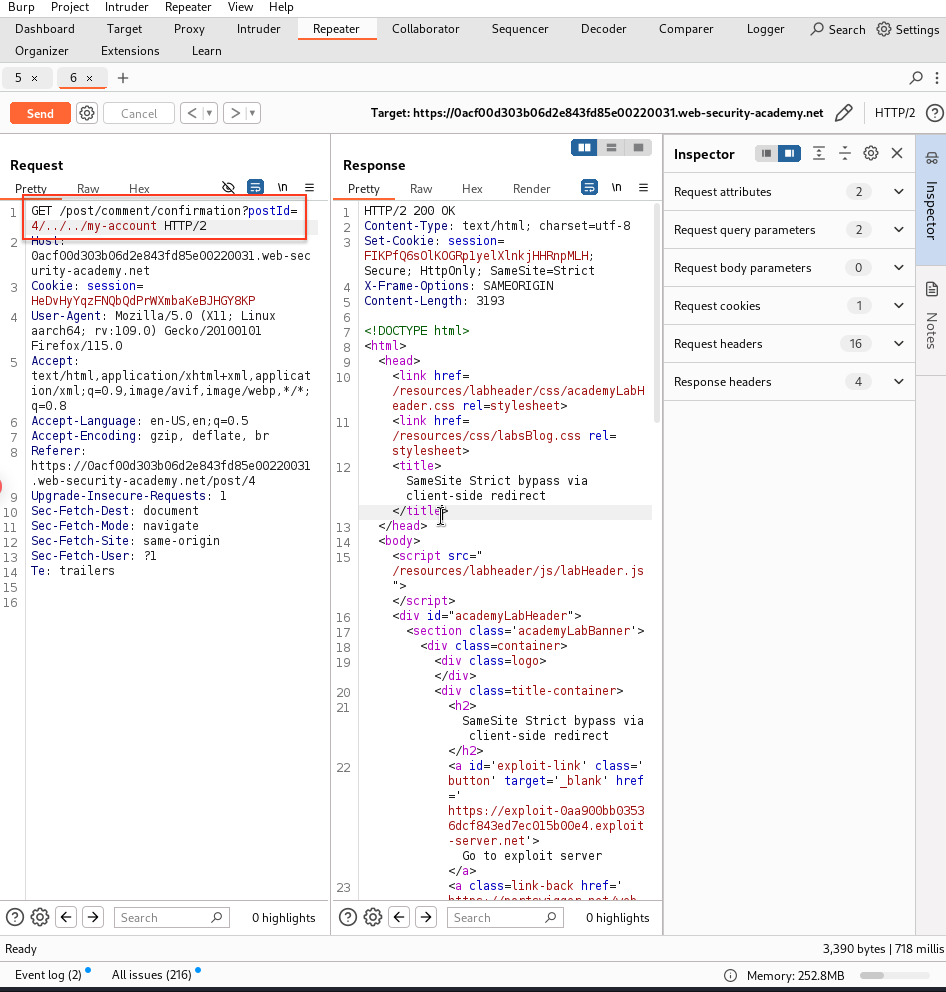 Burp Project Intruder Repeater View Help
Dashboard Target Proxy Intruder Repeater Collaborator Sequencer Decoder Comparer Logger Search Settings
Organizer Extensions Learn
5 × 6 × +
Send Cancel < > Target: https://0acf00d303b06d2e843fd85e00220031.web-security-academy.net HTTP/2 ?
Request
Pretty Raw Hex \n
1 GET /post/comment/confirmation?postId=
4/../../my-account HTTP/2
2 Host:
0acf00d303b06d2e843fd85e00220031.web-sec
urity-academy.net
3 Cookie: session=
HeDvHyYqzFNQbQdPrWXmbaKeBJHGY8KP
4 User-Agent: Mozilla/5.0 (X11; Linux
aarch64; rv:109.0) Gecko/20100101
Firefox/115.0
5 Accept:
text/html,application/xhtml+xml,applicat
ion/xml;q=0.9,image/avif,image/webp,*/*;
q=0.8
6 Accept-Language: en-US,en;q=0.5
7 Accept-Encoding: gzip, deflate, br
8 Referer:
https://0acf00d303b06d2e843fd85e00220031
.web-security-academy.net/post/4
9 Upgrade-Insecure-Requests: 1
10 Sec-Fetch-Dest: document
11 Sec-Fetch-Mode: navigate
12 Sec-Fetch-Site: same-origin
13 Sec-Fetch-User: ?1
14 Te: trailers
15
16
Search 0 highlights
Response
Pretty Raw Hex Render \n
1 HTTP/2 200 OK
2 Content-Type: text/html; charset=utf-8
3 Set-Cookie: session=
FIKPfQ6sOlKOGRp1yelXlnkjHHRnpMLH;
Secure; HttpOnly; SameSite=Strict
4 X-Frame-Options: SAMEORIGIN
5 Content-Length: 3193
6
7 <!DOCTYPE html>
8 <html>
9 <head>
10 <link href=
/resources/labheader/css/academyLabH
eader.css rel=stylesheet>
11 <link href=
/resources/css/labsBlog.css rel=
stylesheet>
12 <title>
SameSite Strict bypass via
client-side redirect
</title>
13 </head>
14 <body>
15 <script src="
/resources/labheader/js/labHeader.js
">
</script>
16 <div id="academyLabHeader">
17 <section class='academyLabBanner'>
18 <div class=container>
19 <div class=logo>
</div>
20 <div class=title-container>
21 <h2>
SameSite Strict bypass via
client-side redirect
</h2>
22 <a id='exploit-link' class='
button' target='_blank' href
='
https://exploit-0aa900bb0353
6dcf843ed7ec015b00e4.exploit
-server.net'>
Go to exploit server
</a>
23 <a class=link-back href='
https://portswigger.net/web-
Search 0 highlights
Inspector
Request attributes 2
Request query parameters 2
Request body parameters 0
Request cookies 1
Request headers 16
Response headers 4
Inspector
Notes
Ready 3,390 bytes | 718 millis
Event log (2) All issues (216) Memory: 252.8MB